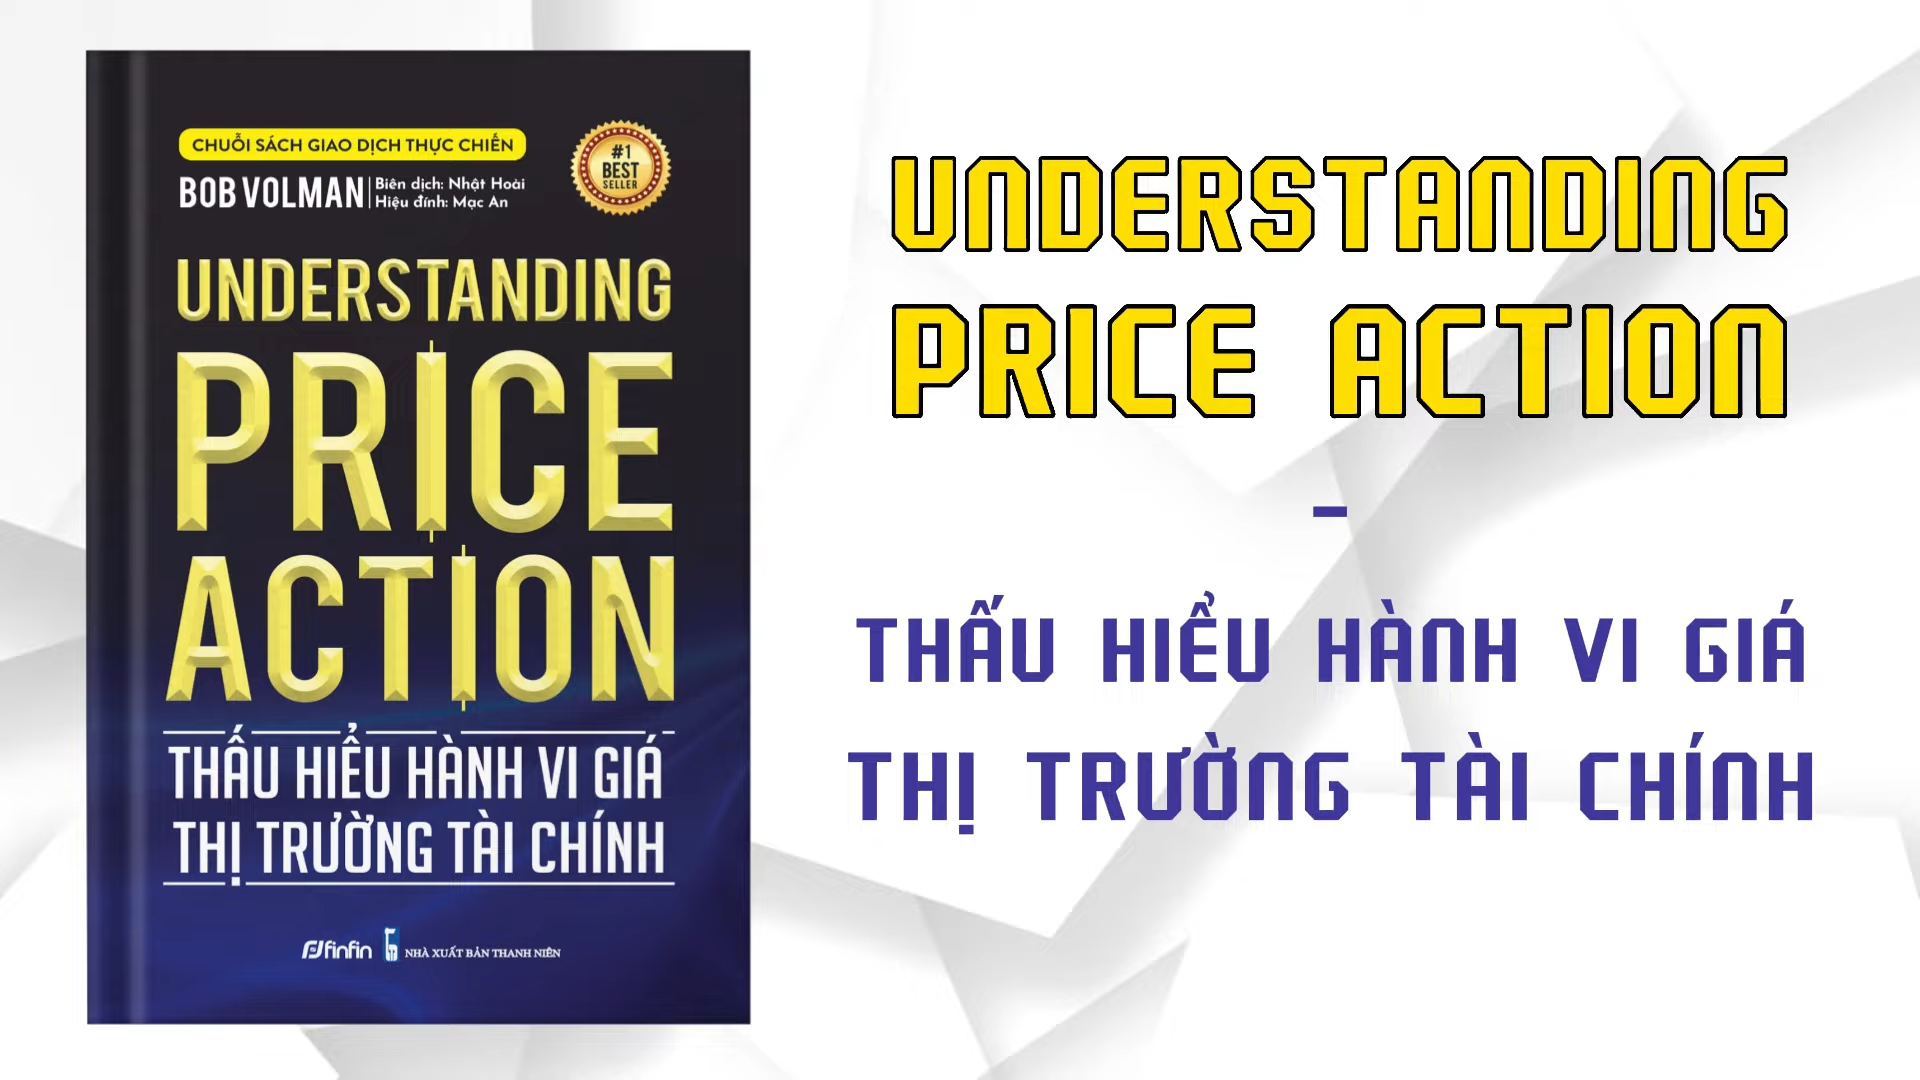 CHUỖI SÁCH GIAO DỊCH THỰC CHIẾN
BOB VOLMAN
Biên dịch: Nhật Hoài
Hiệu đính: Mạc An
#1
BEST
SELLER
UNDERSTANDING
PRICE
ACTION
THẤU HIỂU HÀNH VI GIÁ
THỊ TRƯỜNG TÀI CHÍNH
finfin
NHÀ XUẤT BẢN THANH NIÊN
UNDERSTANDING
PRICE ACTION
-
THẤU HIỂU HÀNH VI GIÁ
THỊ TRƯỜNG TÀI CHÍNH